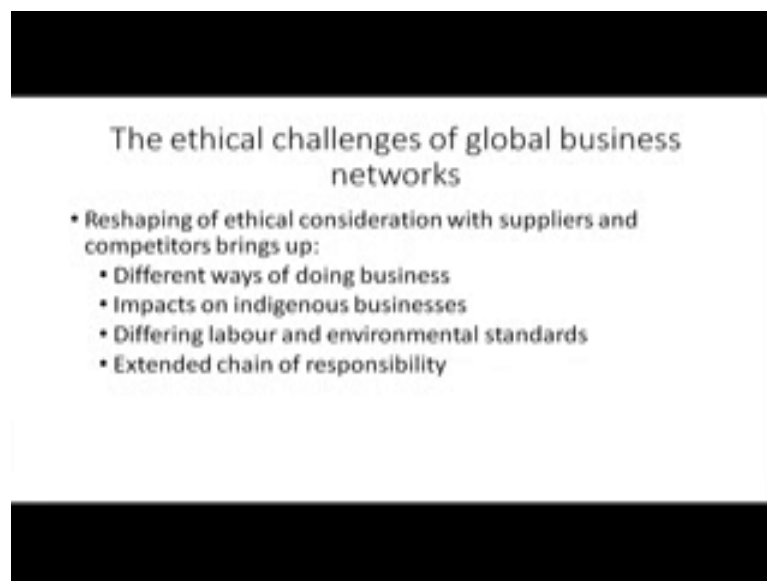 The ethical challenges of global business
networks
• Reshaping of ethical consideration with suppliers and
competitors brings up:
• Different ways of doing business
• Impacts on indigenous businesses
• Differing labour and environmental standards
• Extended chain of responsibility